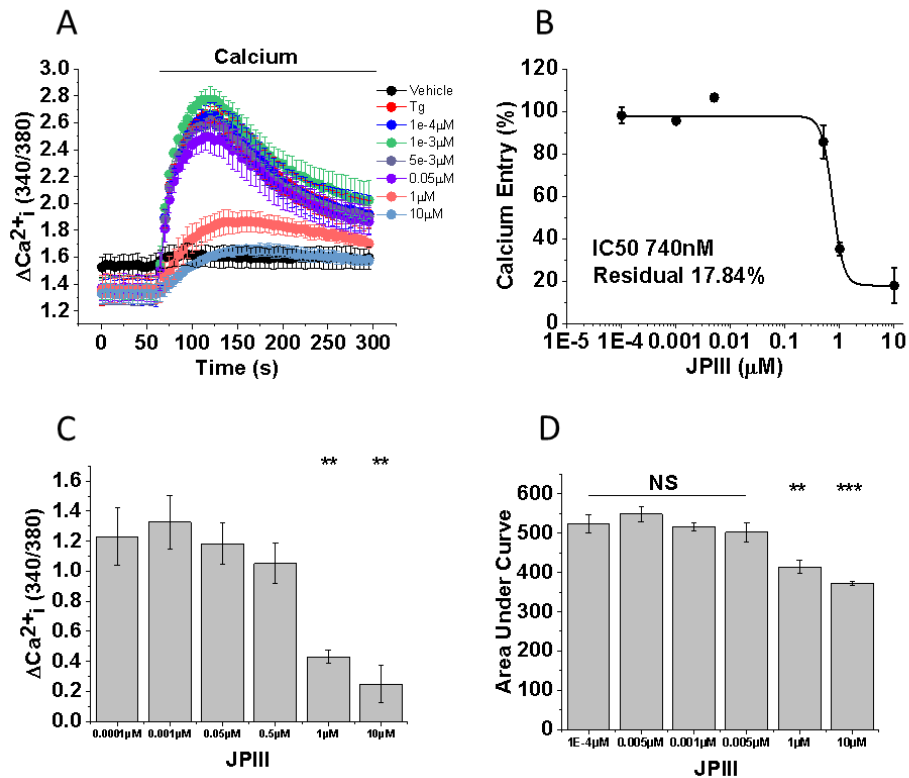 A
Calcium
ΔCa2+i (340/380)
3.0
2.8
2.6
2.4
2.2
2.0
1.8
1.6
1.4
1.2
0 50 100 150 200 250 300
Time (s)
Vehicle
Tg
1e-4μM
1e-3μM
5e-3μM
0.05μM
1μM
10μM
B
Calcium Entry (%)
120
100
80
60
40
20
0
IC50 740nM
Residual 17.84%
1E-5 1E-4 0.001 0.01 0.1 1 10
JPIII (μM)
C
** **
ΔCa2+i (340/380)
1.6
1.4
1.2
1.0
0.8
0.6
0.4
0.2
0.0
0.0001μM 0.001μM 0.05μM 0.5μM 1μM 10μM
JPIII
D
NS ** ***
Area Under Curve
600
500
400
300
200
100
0
1E-4μM 0.005μM 0.001μM 0.005μM 1μM 10μM
JPIII